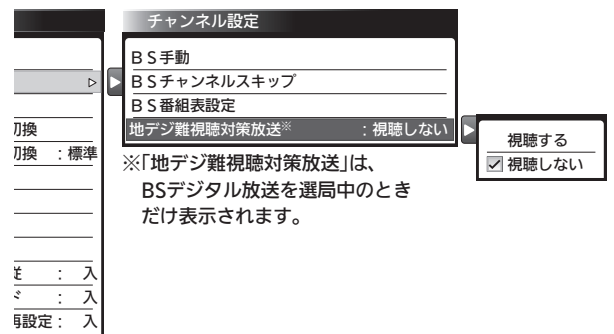 チャンネル設定
BS手動
BSチャンネルスキップ
BS番組表設定
地デジ難視聴対策放送※ ：視聴しない
視聴する
視聴しない
※「地デジ難視聴対策放送」は、
BSデジタル放送を選局中のとき
だけ表示されます。
切換
切換 ：標準
： 入
ド ： 入
再設定： 入